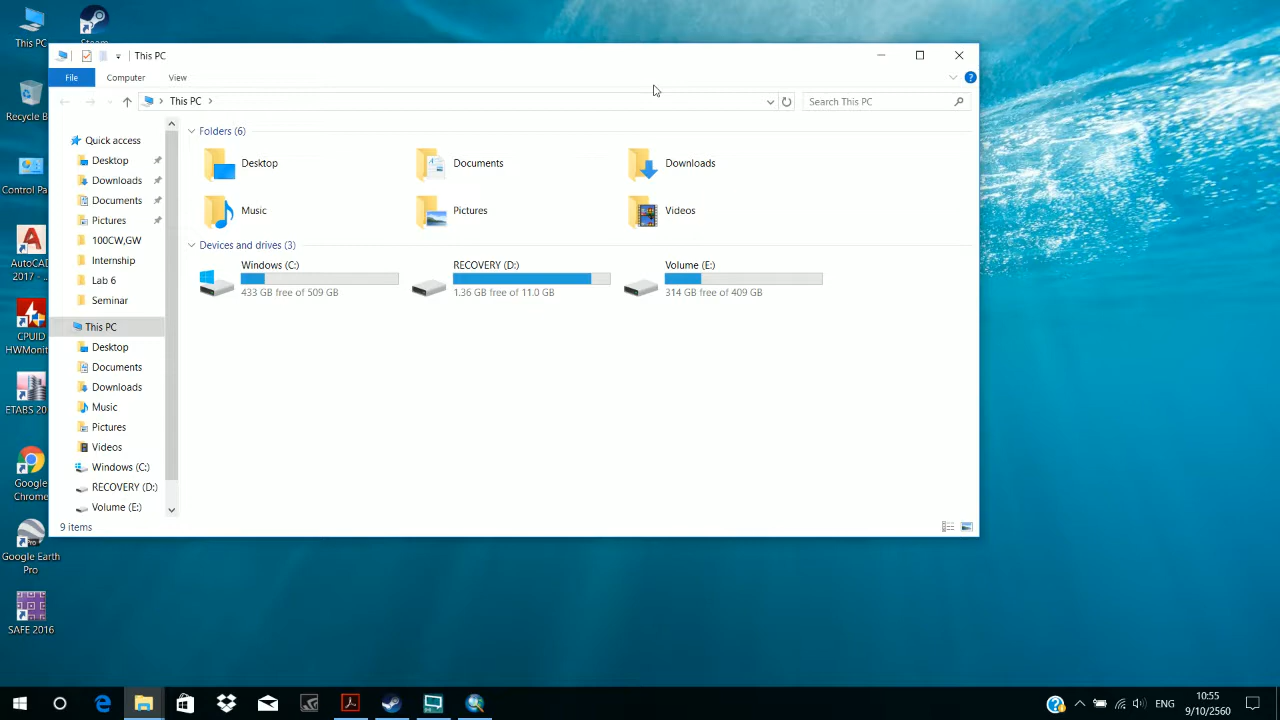 This PC
Steam
This PC
File
Computer
View
This PC
Search This PC
Recycle B
Control Pa
AutoCAD
2017 - ...
CPUID
HWMonit
ETABS 20
Google
Chrome
Google Earth
Pro
SAFE 2016
Quick access
Desktop
Downloads
Documents
Pictures
100CW,GW
Internship
Lab 6
Seminar
This PC
Desktop
Documents
Downloads
Music
Pictures
Videos
Windows (C:)
RECOVERY (D:)
Volume (E:)
Folders (6)
Desktop
Documents
Downloads
Music
Pictures
Videos
Devices and drives (3)
Windows (C:)
433 GB free of 509 GB
RECOVERY (D:)
1.36 GB free of 11.0 GB
Volume (E:)
314 GB free of 409 GB
9 items
ENG
10:55
9/10/2560